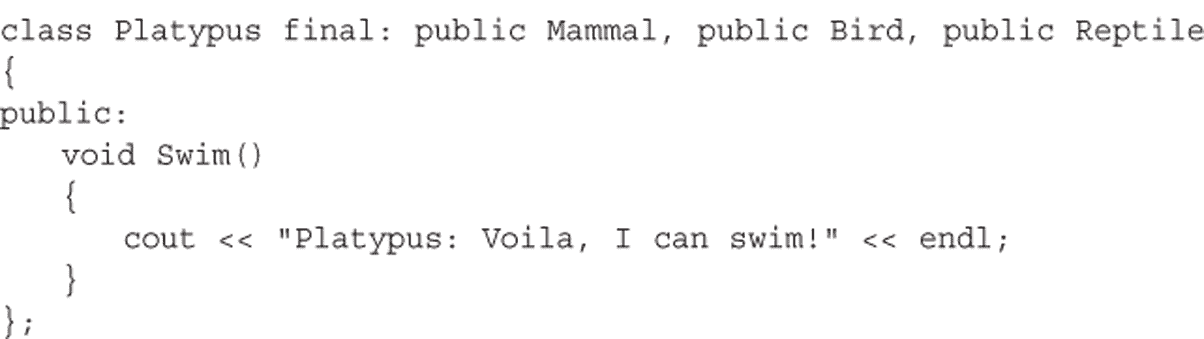 class Platypus final: public Mammal, public Bird, public Reptile
{
public:
   void Swim()
   {
      cout << "Platypus: Voila, I can swim!" << endl;
   }
};